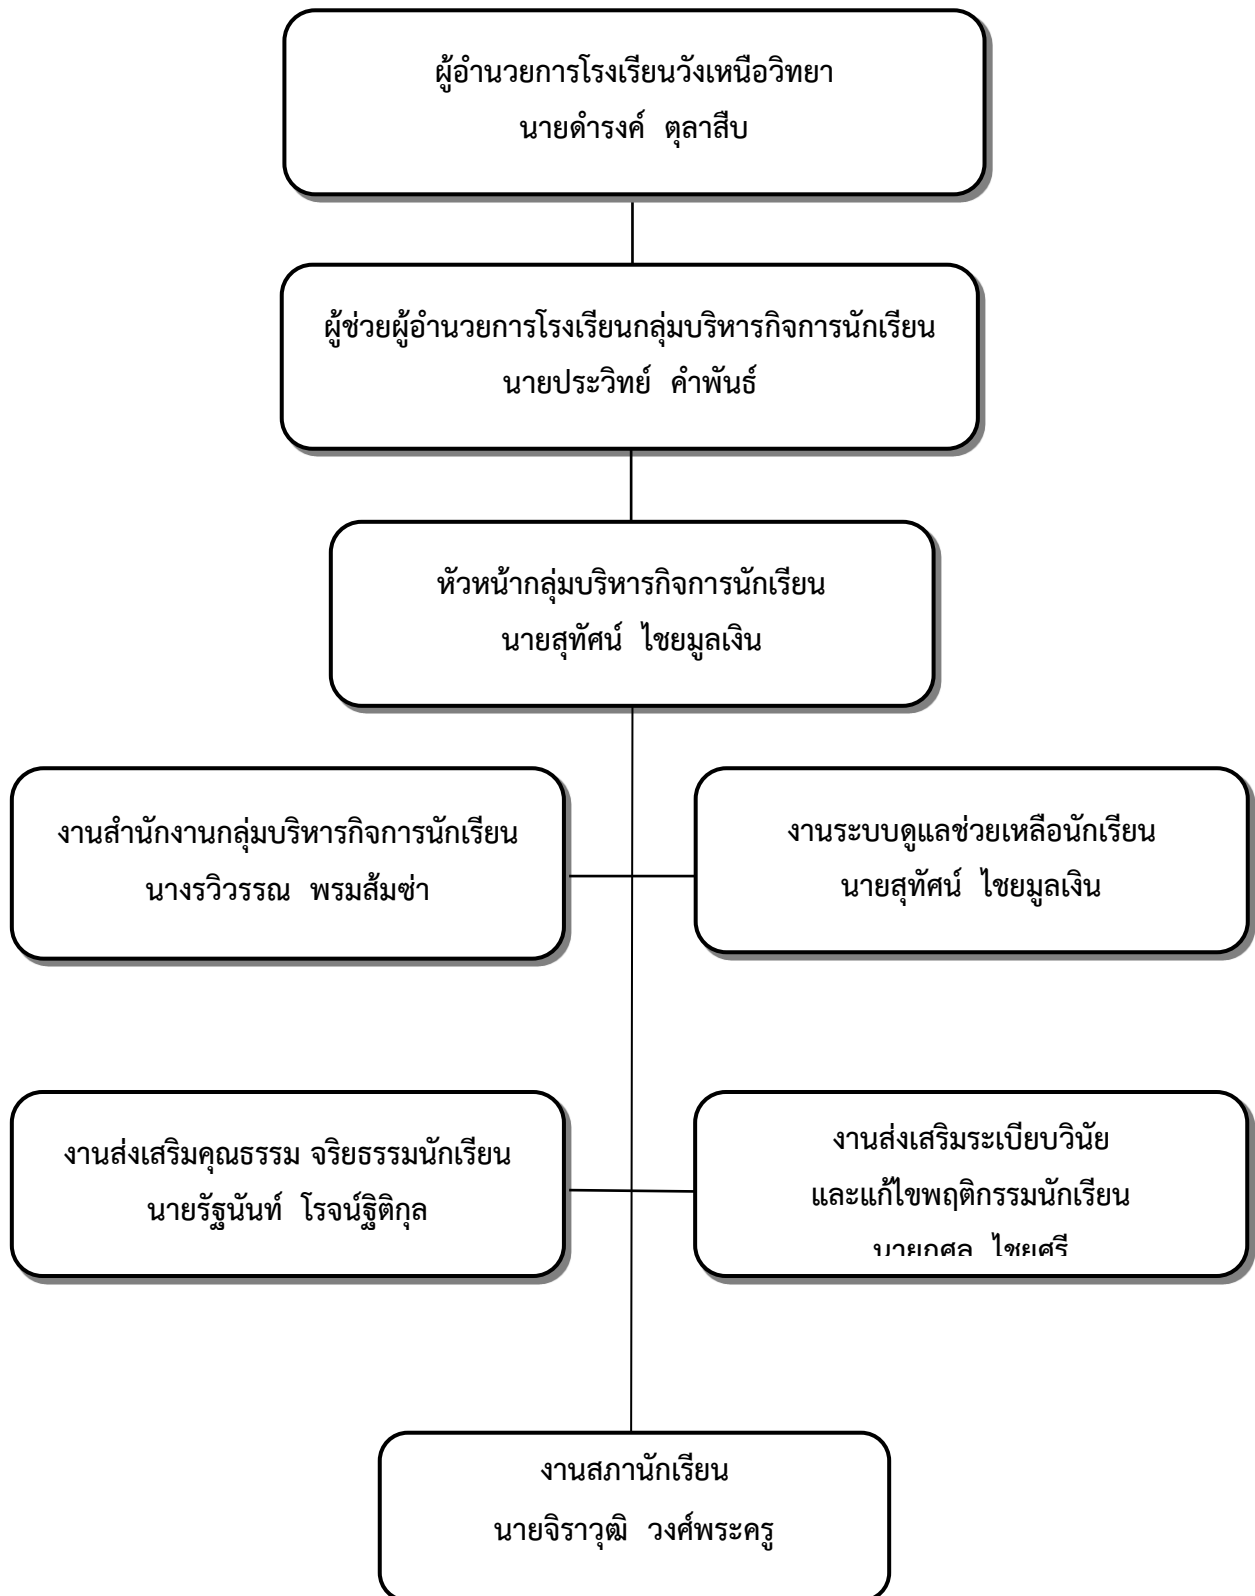 ผู้อำนวยการโรงเรียนวังเหนือวิทยา
นายดำรงค์ ตุลาสืบ
ผู้ช่วยผู้อำนวยการโรงเรียนกลุ่มบริหารกิจการนักเรียน
นายประวิทย์ คำพันธ์
หัวหน้ากลุ่มบริหารกิจการนักเรียน
นายสุทัศน์ ไชยมูลเงิน
งานสำนักงานกลุ่มบริหารกิจการนักเรียน
นางรวิวรรณ พรมส้มซ่า
งานระบบดูแลช่วยเหลือนักเรียน
นายสุทัศน์ ไชยมูลเงิน
งานส่งเสริมคุณธรรม จริยธรรมนักเรียน
นายรัฐนันท์ โรจน์ฐิติกุล
งานส่งเสริมระเบียบวินัย
และแก้ไขพฤติกรรมนักเรียน
นายกุศล ไชยศรี
งานสภานักเรียน
นายจิราวุฒิ วงศ์พระครู